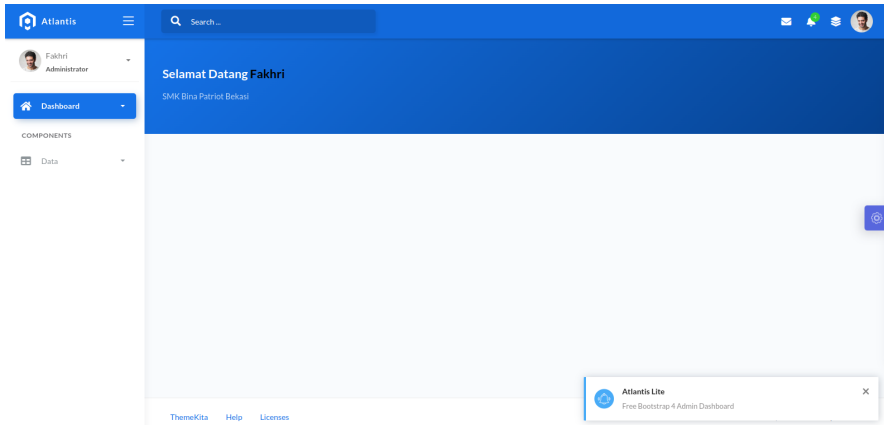 Atlantis
Search ...
Fakhri
Administrator
Dashboard
COMPONENTS
Data
Selamat Datang Fakhri
SMK Bina Patriot Bekasi
ThemeKita Help Licenses
Atlantis Lite
Free Bootstrap 4 Admin Dashboard